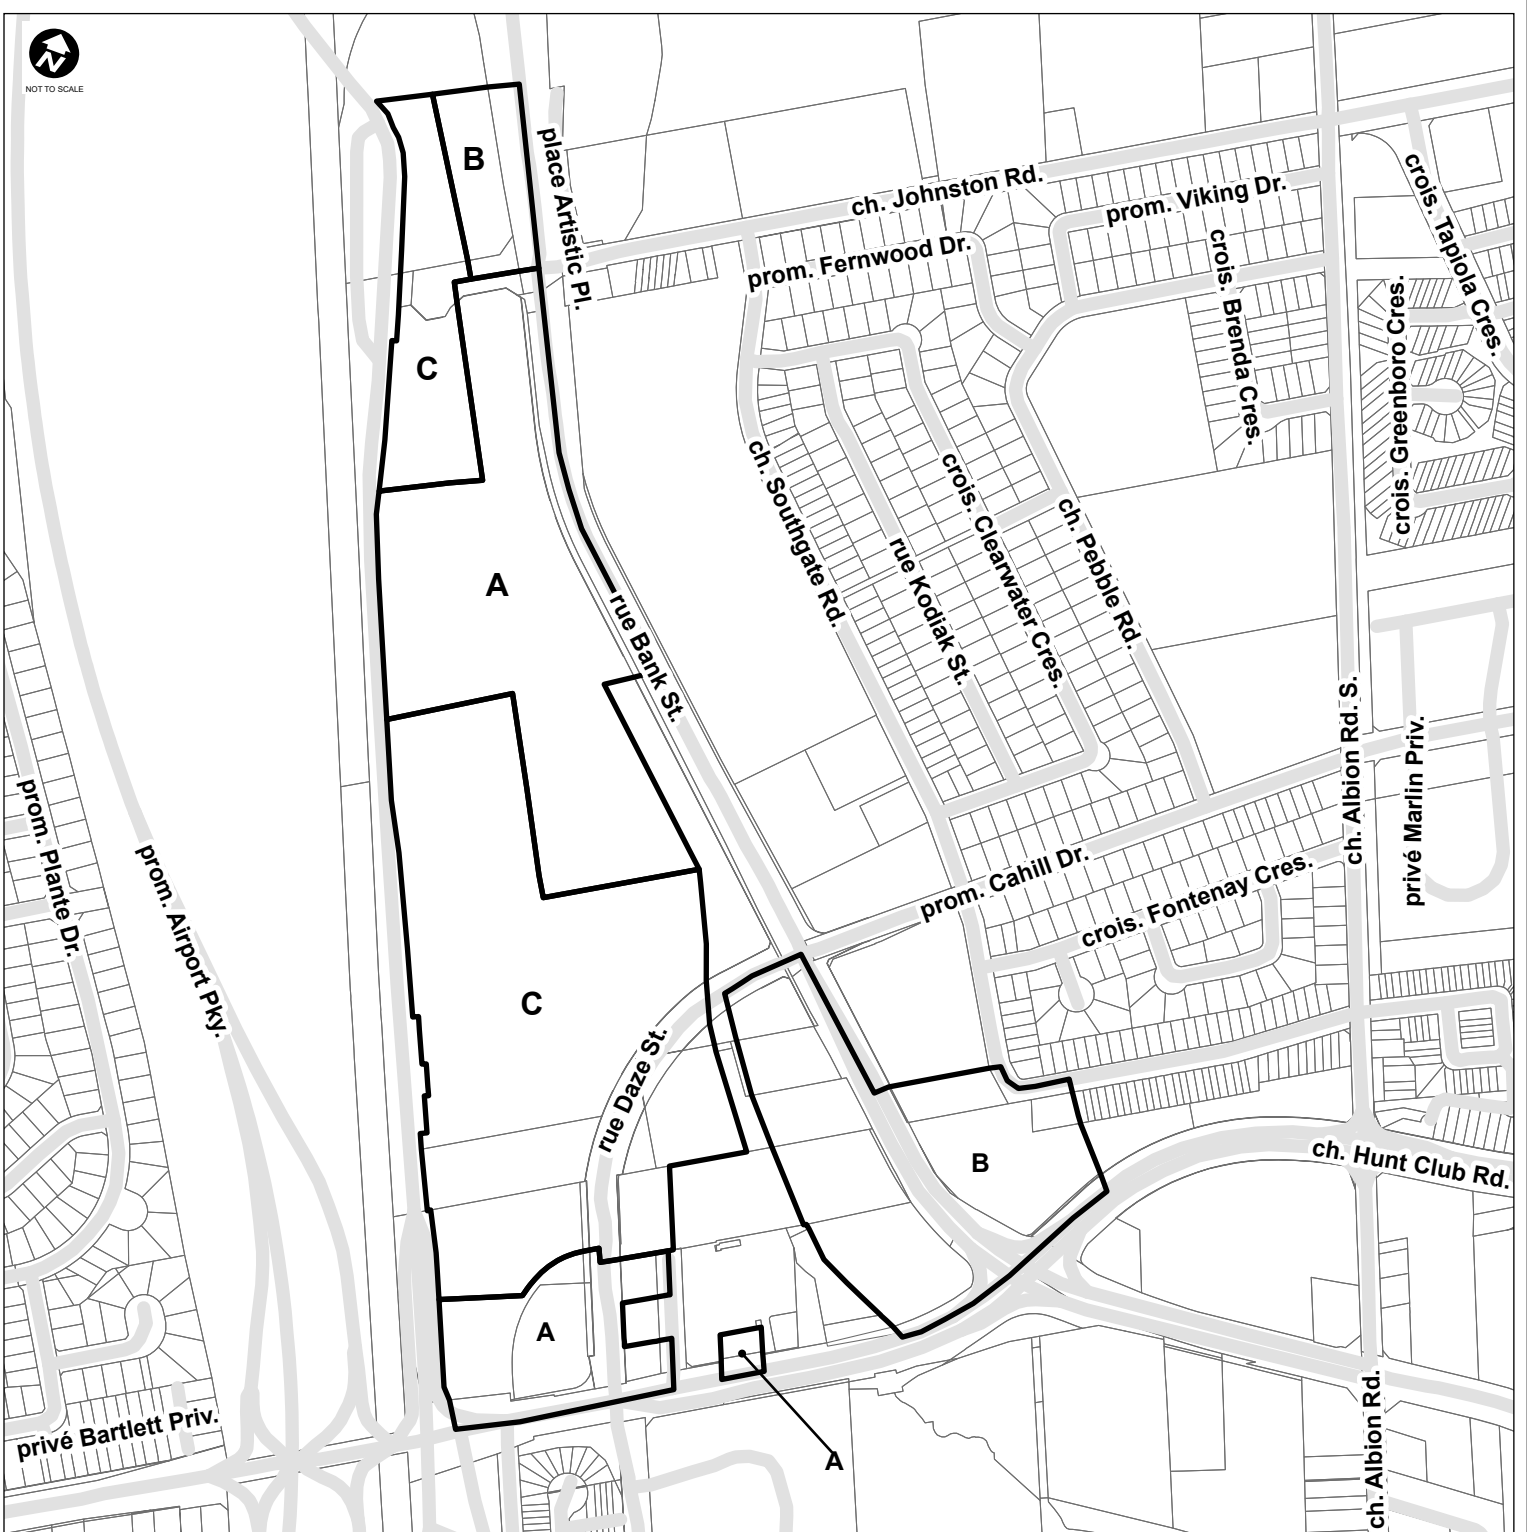 N
NOT TO SCALE
B
place Artistic Pl.
ch. Johnston Rd.
prom. Viking Dr.
crois. Tapiola Cres.
prom. Fernwood Dr.
crois. Brenda Cres.
crois. Greenboro Cres.
C
ch. Southgate Rd.
crois. Clearwater Cres.
ch. Pebble Rd.
rue Kodiak St.
A
rue Bank St.
ch. Albion Rd. S.
privé Marlin Priv.
prom. Plante Dr.
prom. Airport Pky.
prom. Cahill Dr.
crois. Fontenay Cres.
C
rue Daze St.
B
ch. Hunt Club Rd.
A
privé Bartlett Priv.
A
ch. Albion Rd.